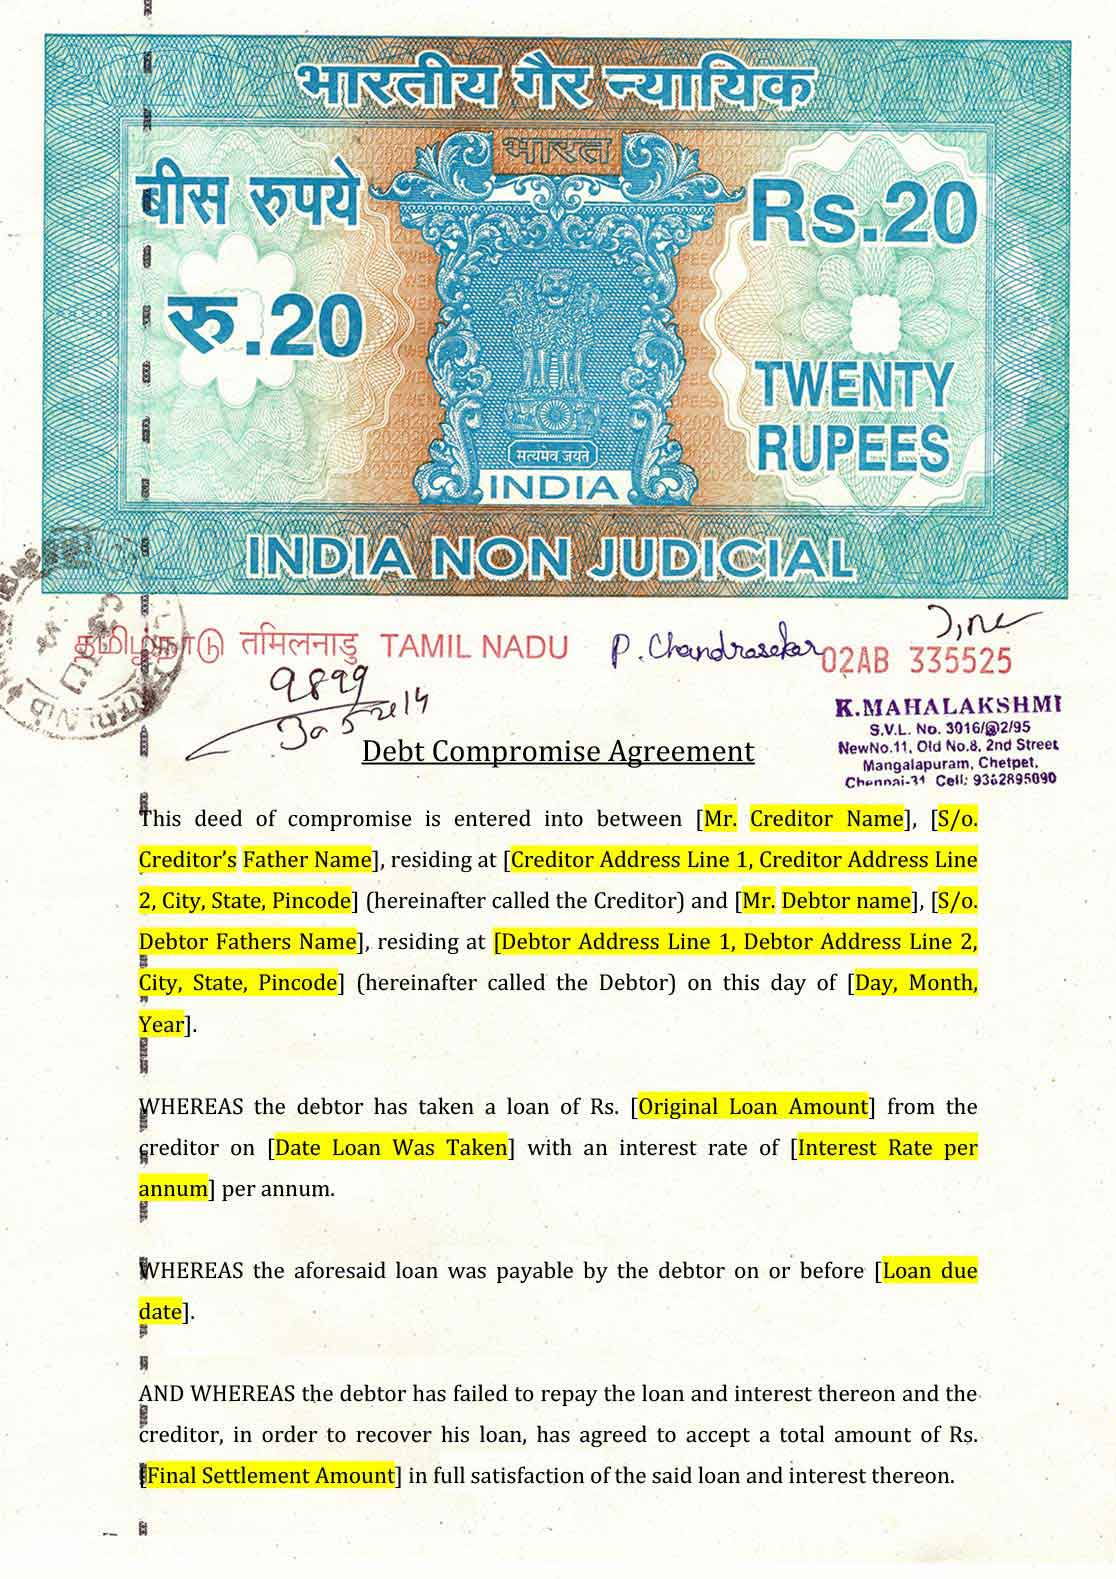 भारतीय गैर न्यायिक
भारत
बीस रुपये
Rs.20
रु.20
TWENTY
RUPEES
सत्यमेव जयते
INDIA
INDIA NON JUDICIAL
தமிழ்நாடு तमिलनाडु TAMIL NADU
P. Chandrasekar
02AB 335525
9899
K.MAHALAKSHMI
S.V.L. No. 3016/@2/95
NewNo.11, Old No.8, 2nd Street
Mangalapuram, Chetpet,
Chennai-31 Cell: 9362895090
Debt Compromise Agreement
This deed of compromise is entered into between [Mr. Creditor Name], [S/o.
Creditor’s Father Name], residing at [Creditor Address Line 1, Creditor Address Line
2, City, State, Pincode] (hereinafter called the Creditor) and [Mr. Debtor name], [S/o.
Debtor Fathers Name], residing at [Debtor Address Line 1, Debtor Address Line 2,
City, State, Pincode] (hereinafter called the Debtor) on this day of [Day, Month,
Year].
WHEREAS the debtor has taken a loan of Rs. [Original Loan Amount] from the
creditor on [Date Loan Was Taken] with an interest rate of [Interest Rate per
annum] per annum.
WHEREAS the aforesaid loan was payable by the debtor on or before [Loan due
date].
AND WHEREAS the debtor has failed to repay the loan and interest thereon and the
creditor, in order to recover his loan, has agreed to accept a total amount of Rs.
[Final Settlement Amount] in full satisfaction of the said loan and interest thereon.